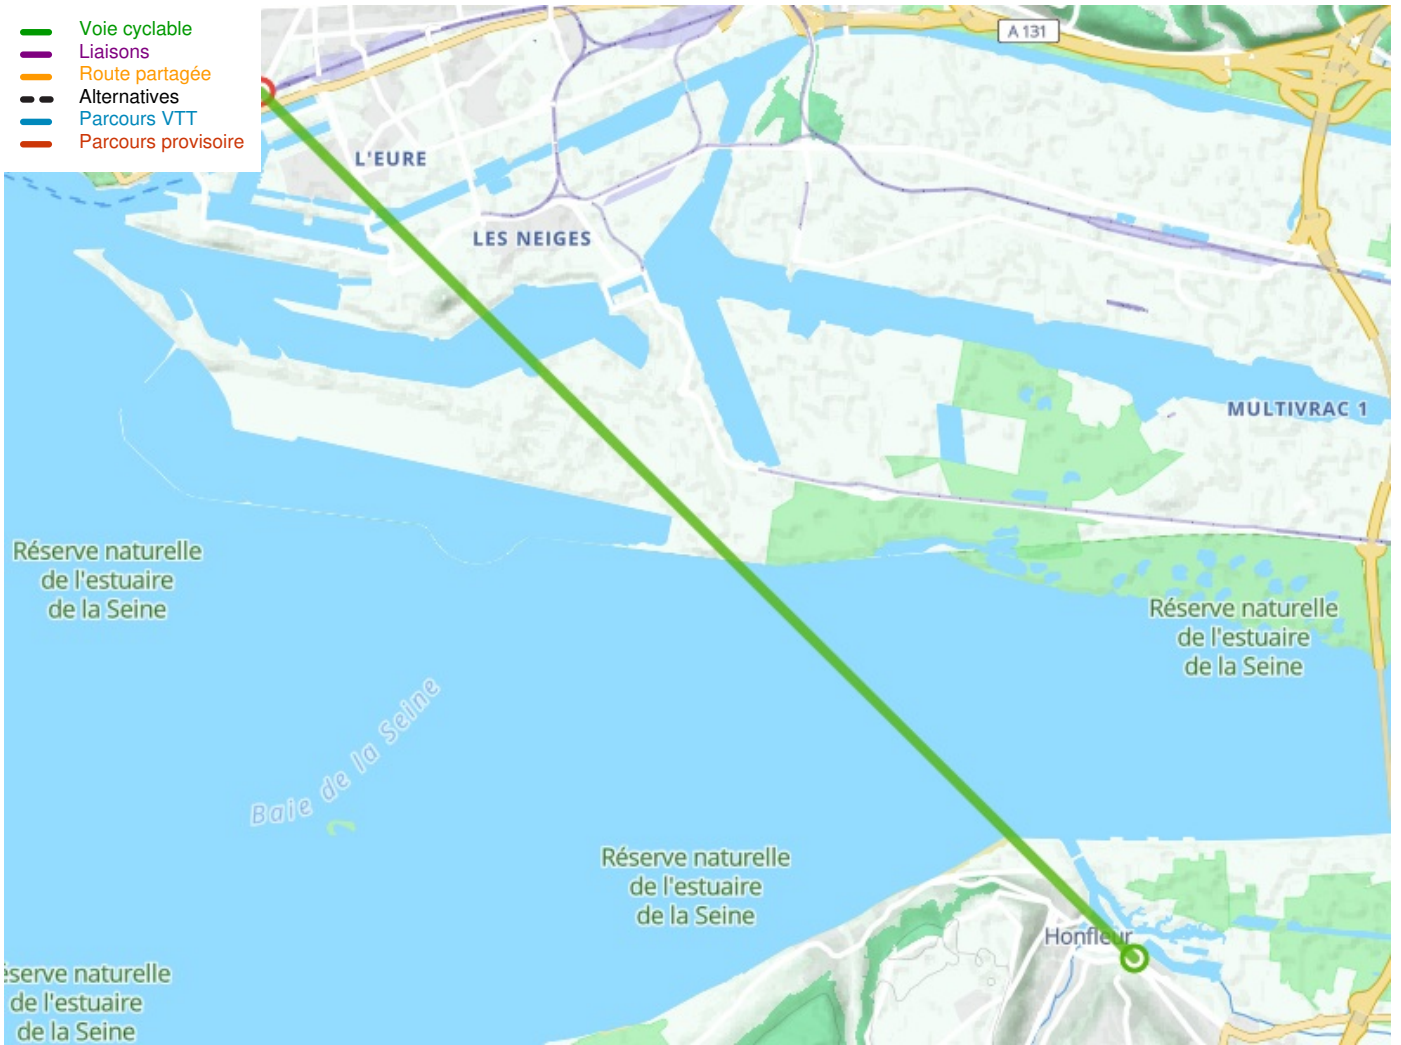 Voie cyclable
Liaisons
Route partagée
Alternatives
Parcours VTT
Parcours provisoire
A 131
L'EURE
LES NEIGES
MULTIVRAC 1
Réserve naturelle
de l'estuaire
de la Seine
Réserve naturelle
de l'estuaire
de la Seine
Baie de la Seine
Réserve naturelle
de l'estuaire
de la Seine
Honfleur
éserve naturelle
de l'estuaire
de la Seine